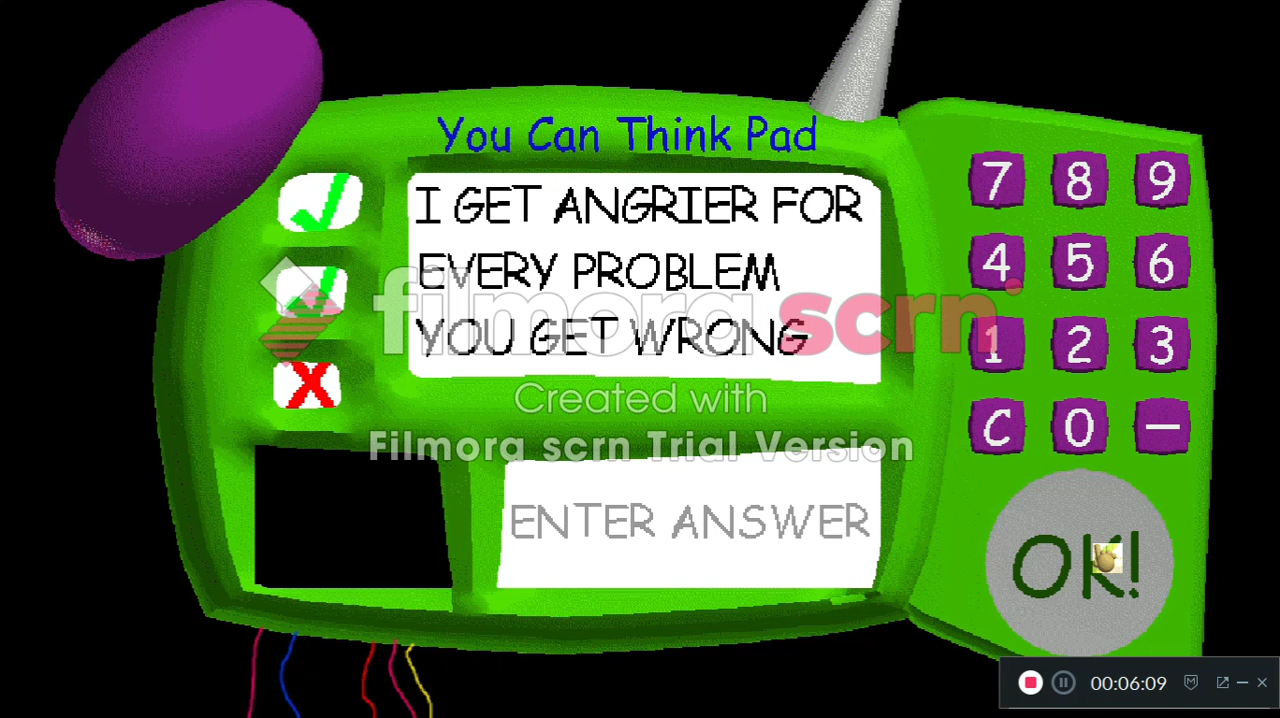 You Can Think Pad
I GET ANGRIER FOR
EVERY PROBLEM
YOU GET WRONG
filmora scrn
Created with
Filmora scrn Trial Version
ENTER ANSWER
7 8 9
4 5 6
1 2 3
C 0 −
OK!
00:06:09